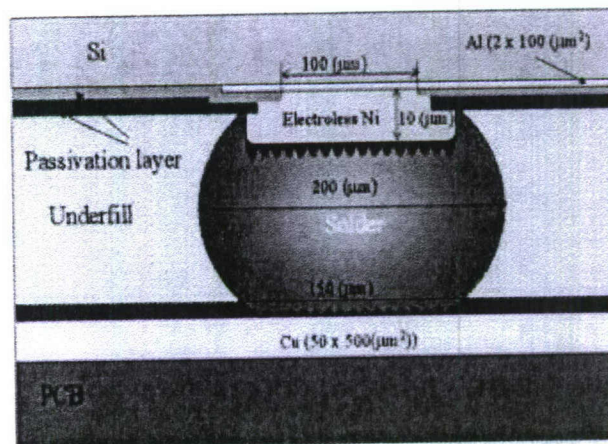 Si
Al (2 x 100 (μm²)
100 (μm)
Electroless Ni
10 (μm)
Passivation layer
200 (μm)
Underfill
Solder
150 (μm)
Cu (50 x 500(μm²))
PCB